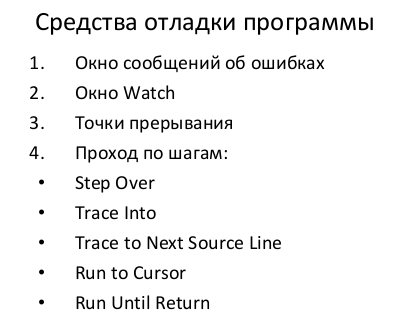 Средства отладки программы
1. Окно сообщений об ошибках
2. Окно Watch
3. Точки прерывания
4. Проход по шагам:
• Step Over
• Trace Into
• Trace to Next Source Line
• Run to Cursor
• Run Until Return